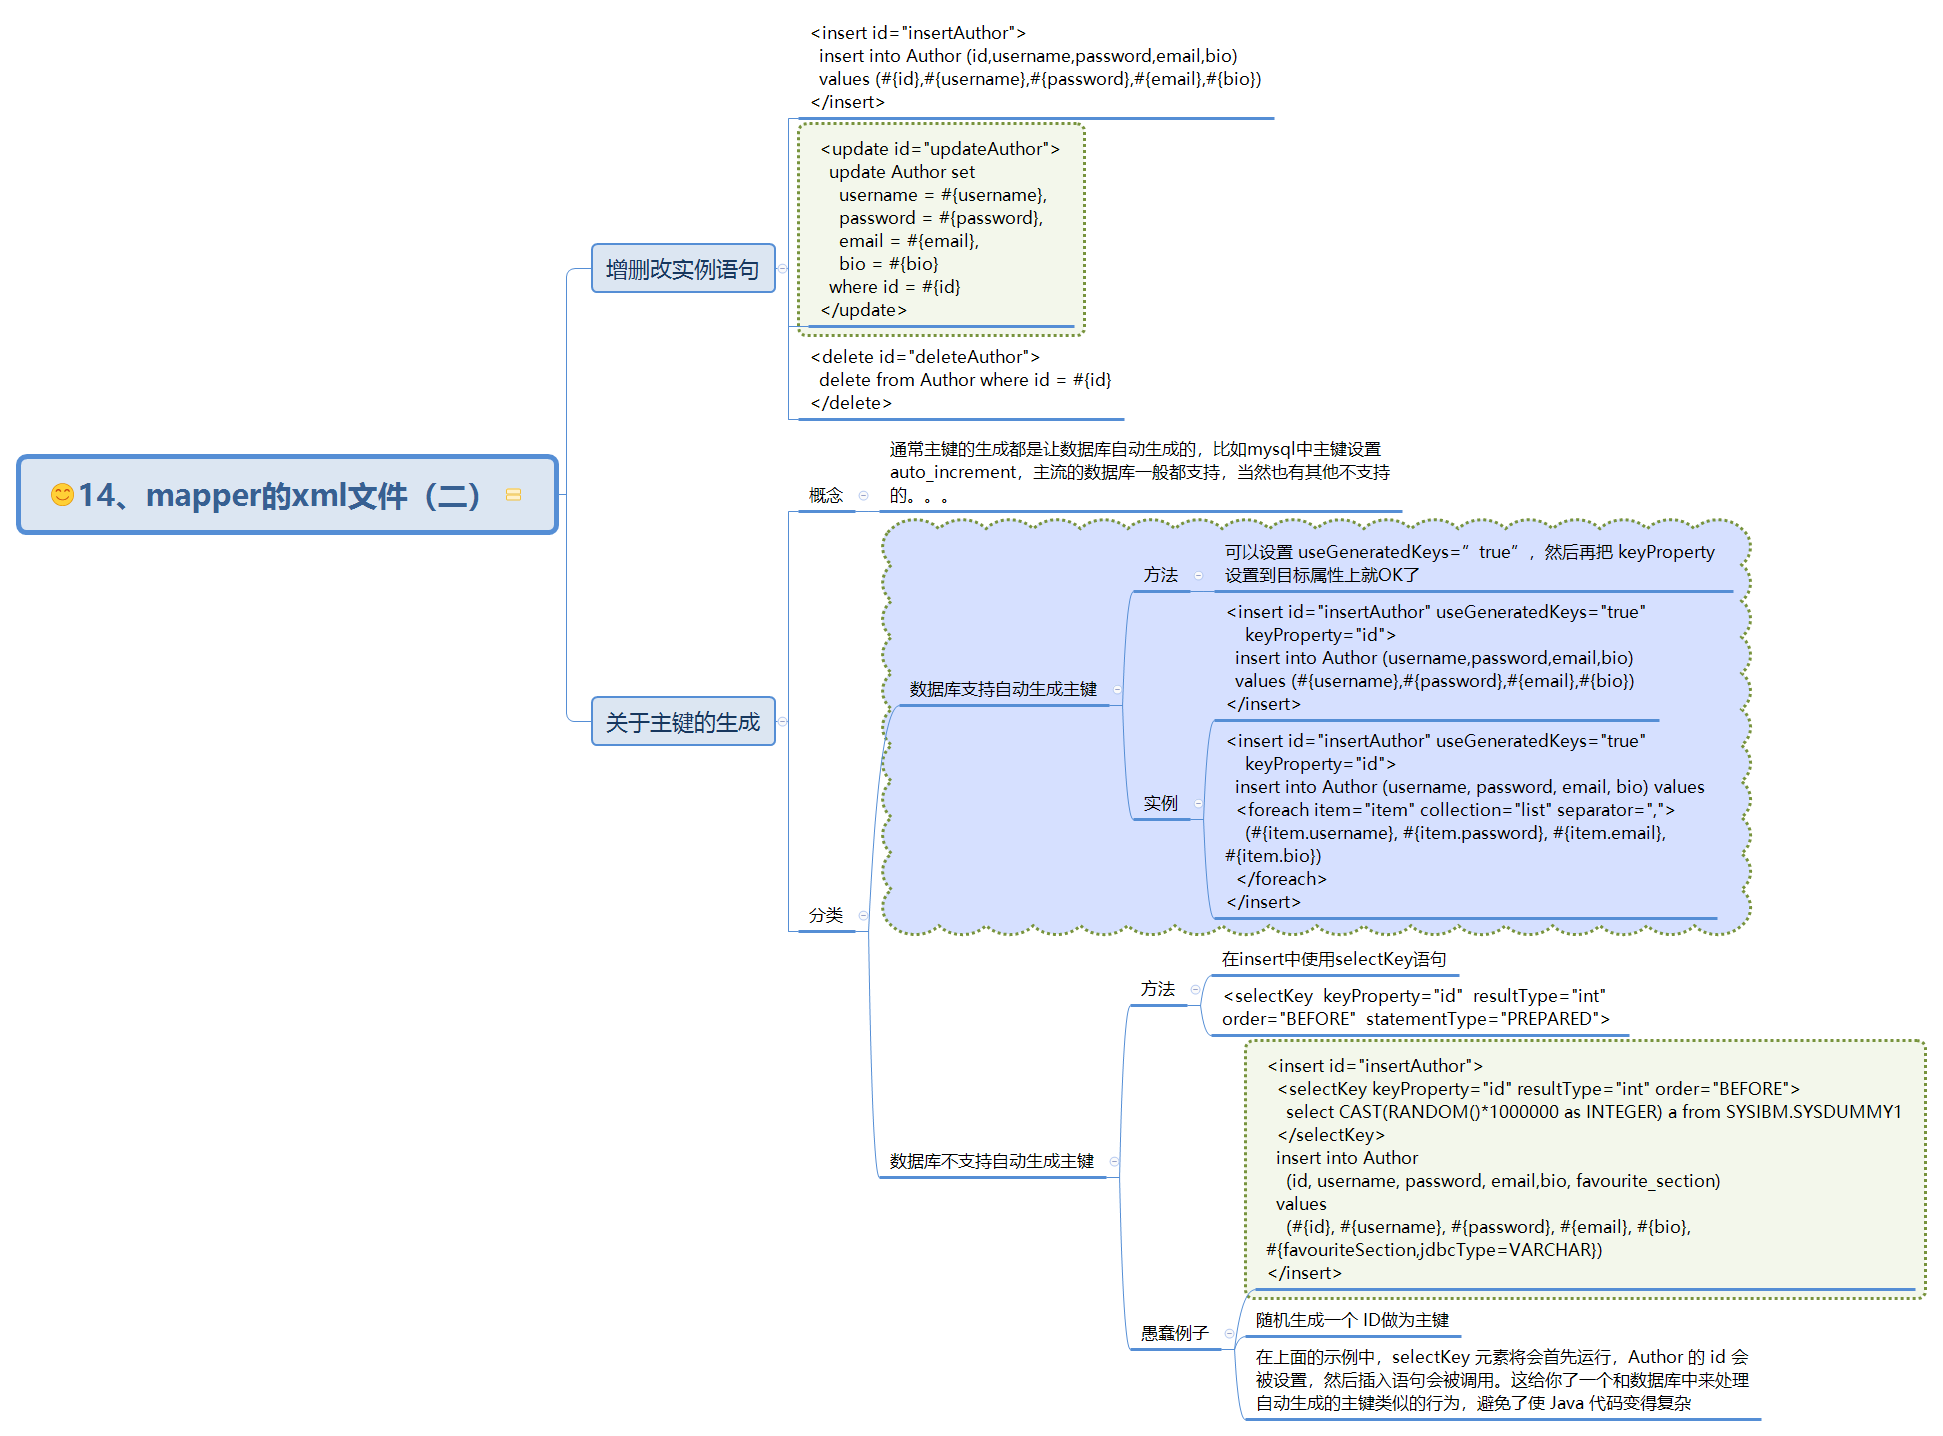 😊14、mapper的xml文件（二）
增删改实例语句
<insert id="insertAuthor">
insert into Author (id,username,password,email,bio)
values (#{id},#{username},#{password},#{email},#{bio})
</insert>
<update id="updateAuthor">
update Author set
username = #{username},
password = #{password},
email = #{email},
bio = #{bio}
where id = #{id}
</update>
<delete id="deleteAuthor">
delete from Author where id = #{id}
</delete>
关于主键的生成
概念
通常主键的生成都是让数据库自动生成的，比如mysql中主键设置
auto_increment，主流的数据库一般都支持，当然也有其他不支持
的。。。
分类
数据库支持自动生成主键
方法
可以设置 useGeneratedKeys=”true”，然后再把 keyProperty
设置到目标属性上就OK了
实例
<insert id="insertAuthor" useGeneratedKeys="true"
keyProperty="id">
insert into Author (username,password,email,bio)
values (#{username},#{password},#{email},#{bio})
</insert>
<insert id="insertAuthor" useGeneratedKeys="true"
keyProperty="id">
insert into Author (username, password, email, bio) values
<foreach item="item" collection="list" separator=",">
(#{item.username}, #{item.password}, #{item.email},
#{item.bio})
</foreach>
</insert>
数据库不支持自动生成主键
方法
在insert中使用selectKey语句
<selectKey  keyProperty="id"  resultType="int"
order="BEFORE"  statementType="PREPARED">
愚蠢例子
<insert id="insertAuthor">
<selectKey keyProperty="id" resultType="int" order="BEFORE">
select CAST(RANDOM()*1000000 as INTEGER) a from SYSIBM.SYSDUMMY1
</selectKey>
insert into Author
(id, username, password, email,bio, favourite_section)
values
(#{id}, #{username}, #{password}, #{email}, #{bio},
#{favouriteSection,jdbcType=VARCHAR})
</insert>
随机生成一个 ID做为主键
在上面的示例中，selectKey 元素将会首先运行，Author 的 id 会
被设置，然后插入语句会被调用。这给你了一个和数据库中来处理
自动生成的主键类似的行为，避免了使 Java 代码变得复杂